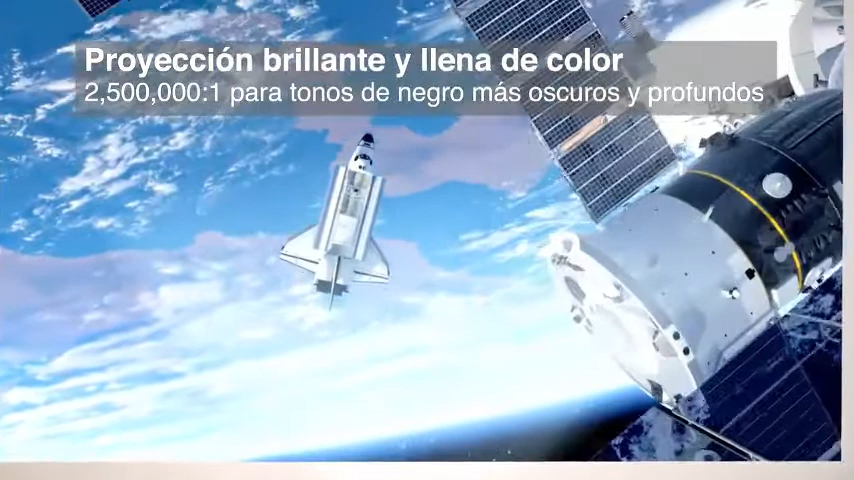 Proyección brillante y llena de color
2,500,000:1 para tonos de negro más oscuros y profundos